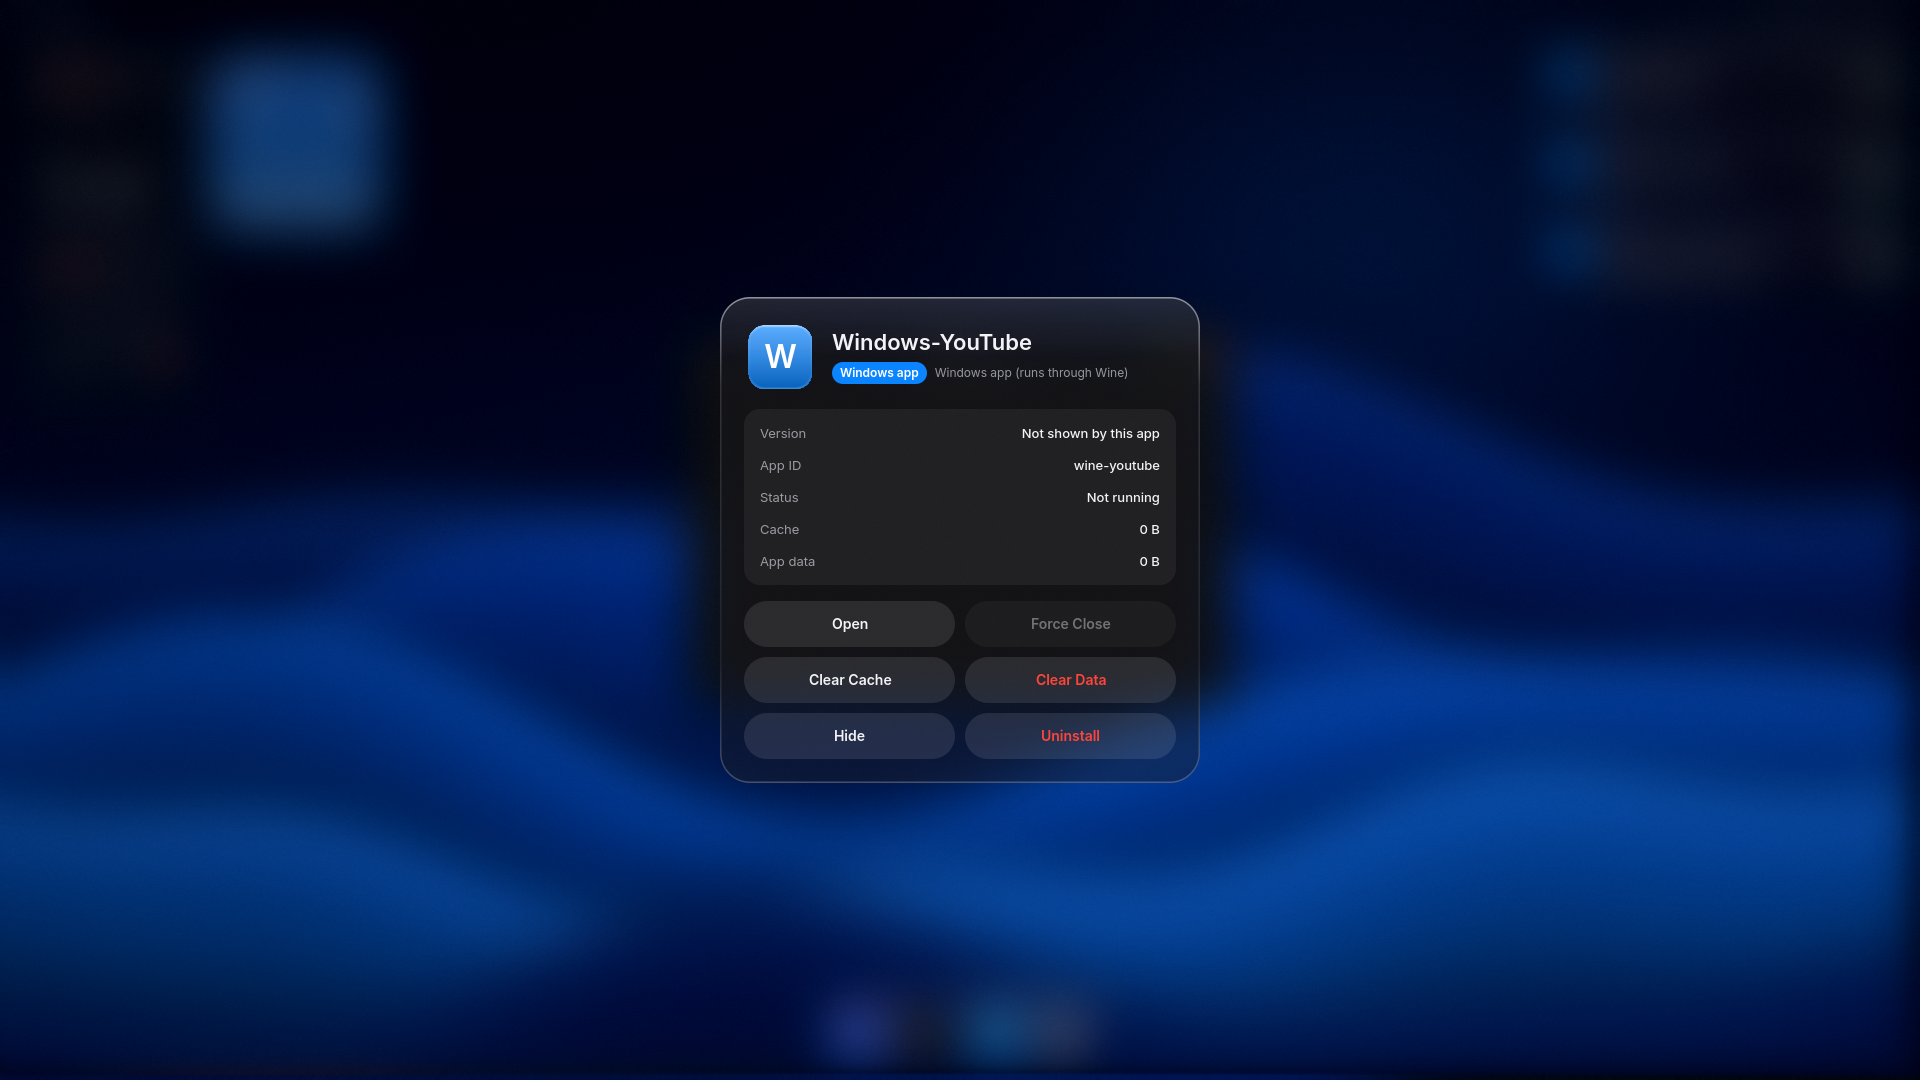 W
Windows-YouTube
Windows app Windows app (runs through Wine)
Version Not shown by this app
App ID wine-youtube
Status Not running
Cache 0 B
App data 0 B
Open Force Close
Clear Cache Clear Data
Hide Uninstall